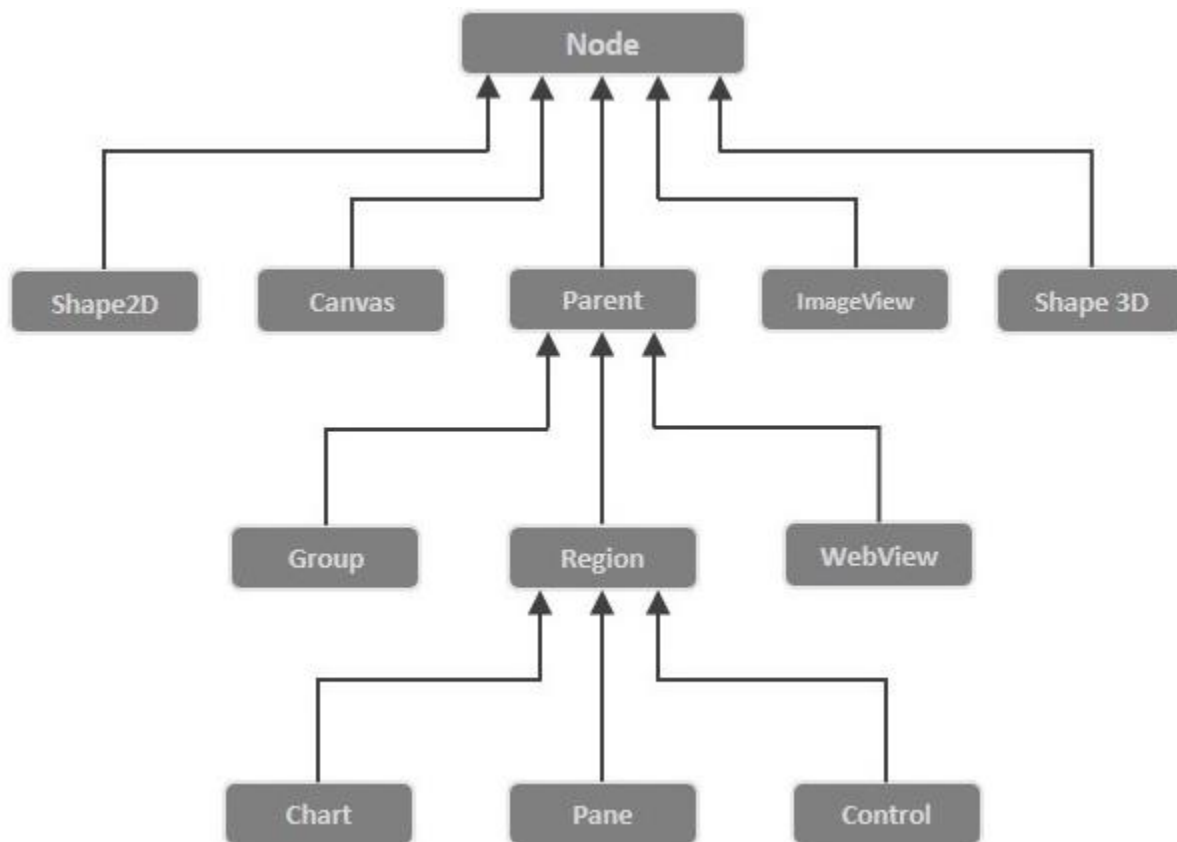 Node
Shape2D
Canvas
Parent
ImageView
Shape 3D
Group
Region
WebView
Chart
Pane
Control